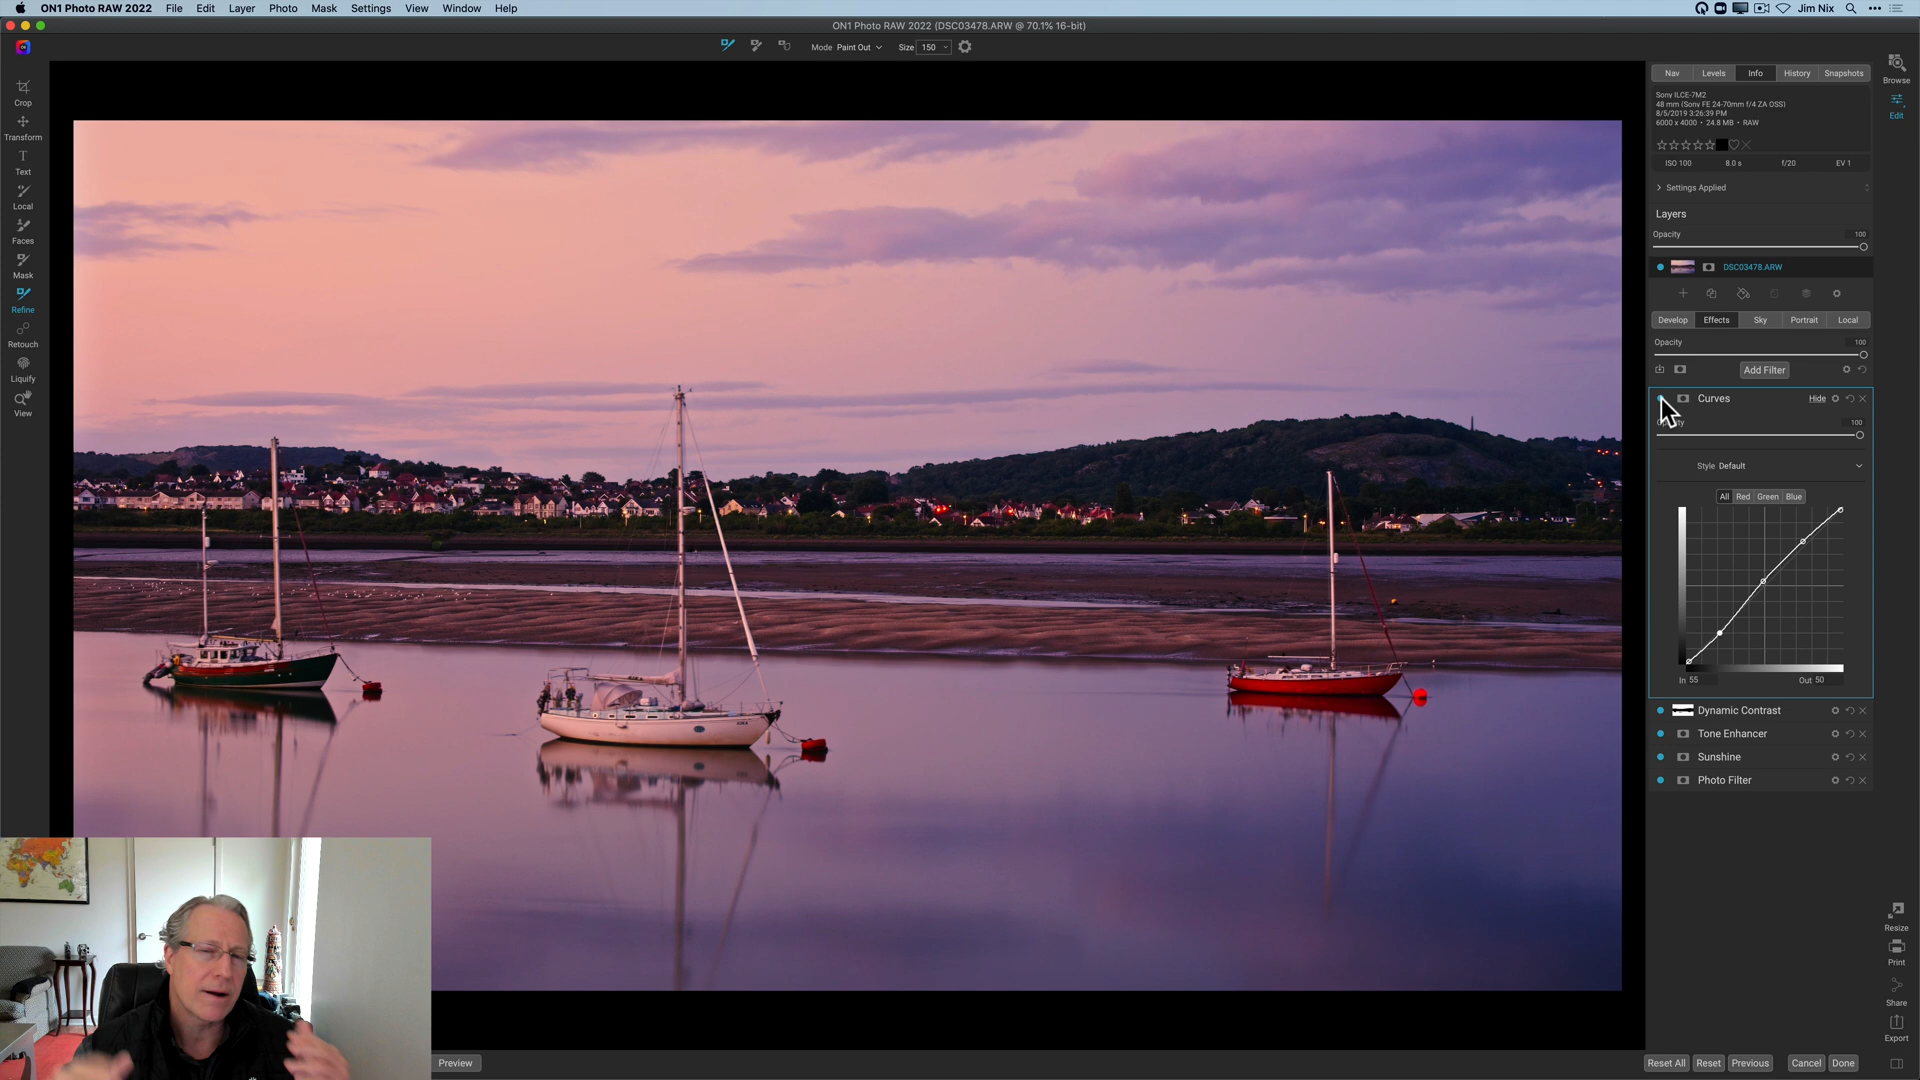 ON1 Photo RAW 2022 File Edit Layer Photo Mask Settings View Window Help Jim Nix
ON1 Photo RAW 2022 (DSC03478.ARW @ 70.1% 16-bit)
Mode Paint Out Size 150
Crop
Transform
Text
Local
Faces
Mask
Refine
Retouch
Liquify
View
Nav Levels Info History Snapshots
Sony ILCE-7M2
48 mm (Sony FE 24-70mm f/4 ZA OSS)
8/5/2019 3:26:39 PM
6000 x 4000 • 24.8 MB • RAW
ISO 100 8.0 s f/20 EV 1
Settings Applied
Layers
Opacity 100
DSC03478.ARW
Develop Effects Sky Portrait Local
Opacity 100
Add Filter
Curves Hide
100
Style Default
All Red Green Blue
In 55 Out 50
Dynamic Contrast
Tone Enhancer
Sunshine
Photo Filter
Browse
Edit
Resize
Print
Share
Export
Preview
Reset All Reset Previous Cancel Done